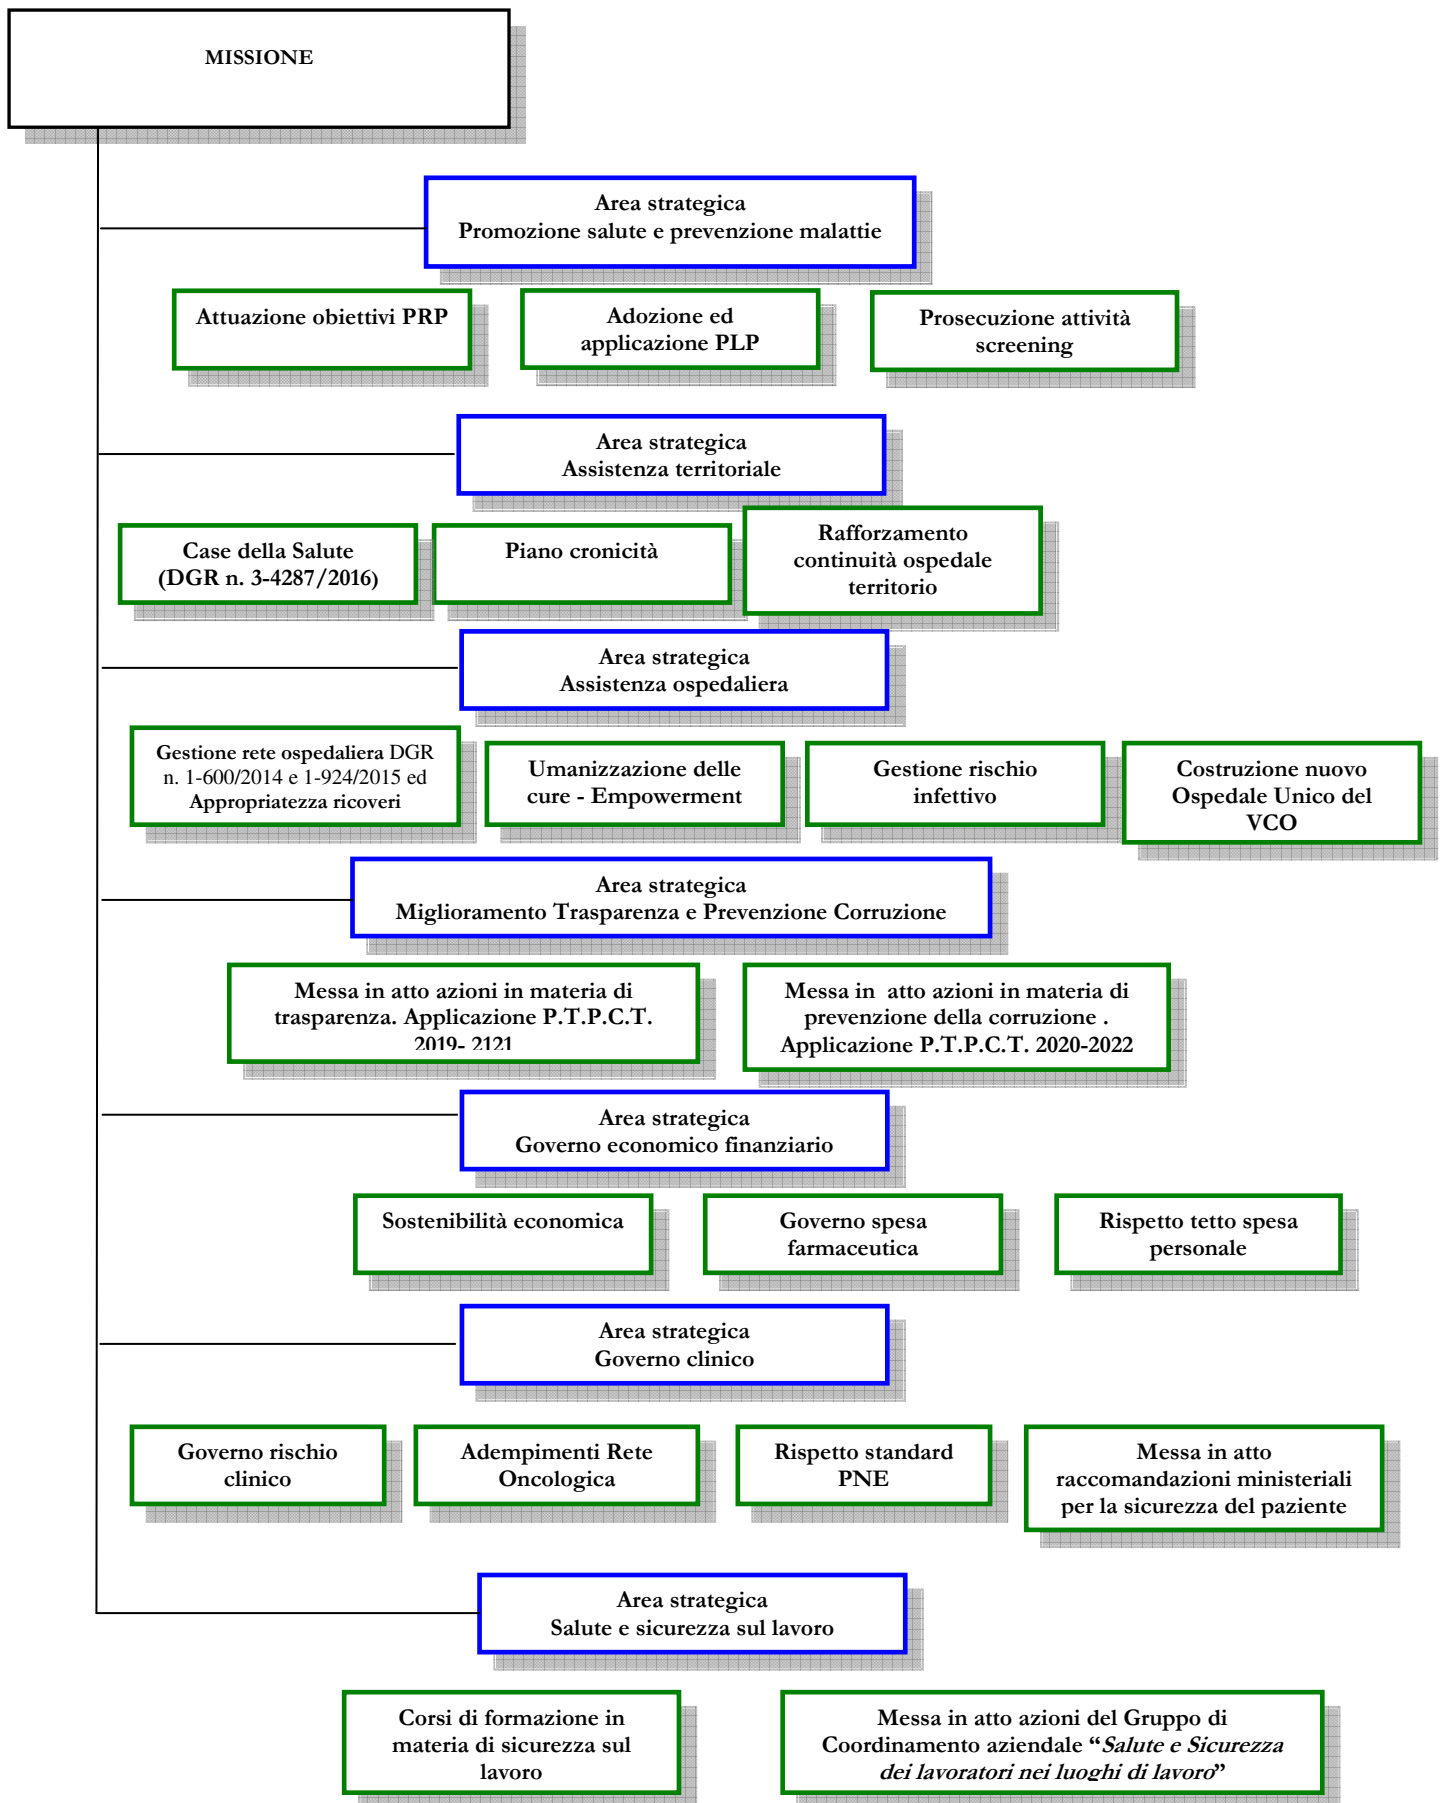 MISSIONE
Area strategica
Promozione salute e prevenzione malattie
Attuazione obiettivi PRP
Adozione ed
applicazione PLP
Prosecuzione attività
screening
Area strategica
Assistenza territoriale
Case della Salute
(DGR n. 3-4287/2016)
Piano cronicità
Rafforzamento
continuità ospedale
territorio
Area strategica
Assistenza ospedaliera
Gestione rete ospedaliera DGR
n. 1-600/2014 e 1-924/2015 ed
Appropriatezza ricoveri
Umanizzazione delle
cure - Empowerment
Gestione rischio
infettivo
Costruzione nuovo
Ospedale Unico del
VCO
Area strategica
Miglioramento Trasparenza e Prevenzione Corruzione
Messa in atto azioni in materia di
trasparenza. Applicazione P.T.P.C.T.
2019- 2121
Messa in  atto azioni in materia di
prevenzione della corruzione .
Applicazione P.T.P.C.T. 2020-2022
Area strategica
Governo economico finanziario
Sostenibilità economica
Governo spesa
farmaceutica
Rispetto tetto spesa
personale
Area strategica
Governo clinico
Governo rischio
clinico
Adempimenti Rete
Oncologica
Rispetto standard
PNE
Messa in atto
raccomandazioni ministeriali
per la sicurezza del paziente
Area strategica
Salute e sicurezza sul lavoro
Corsi di formazione in
materia di sicurezza sul
lavoro
Messa in atto azioni del Gruppo di
Coordinamento aziendale “Salute e Sicurezza
dei lavoratori nei luoghi di lavoro”